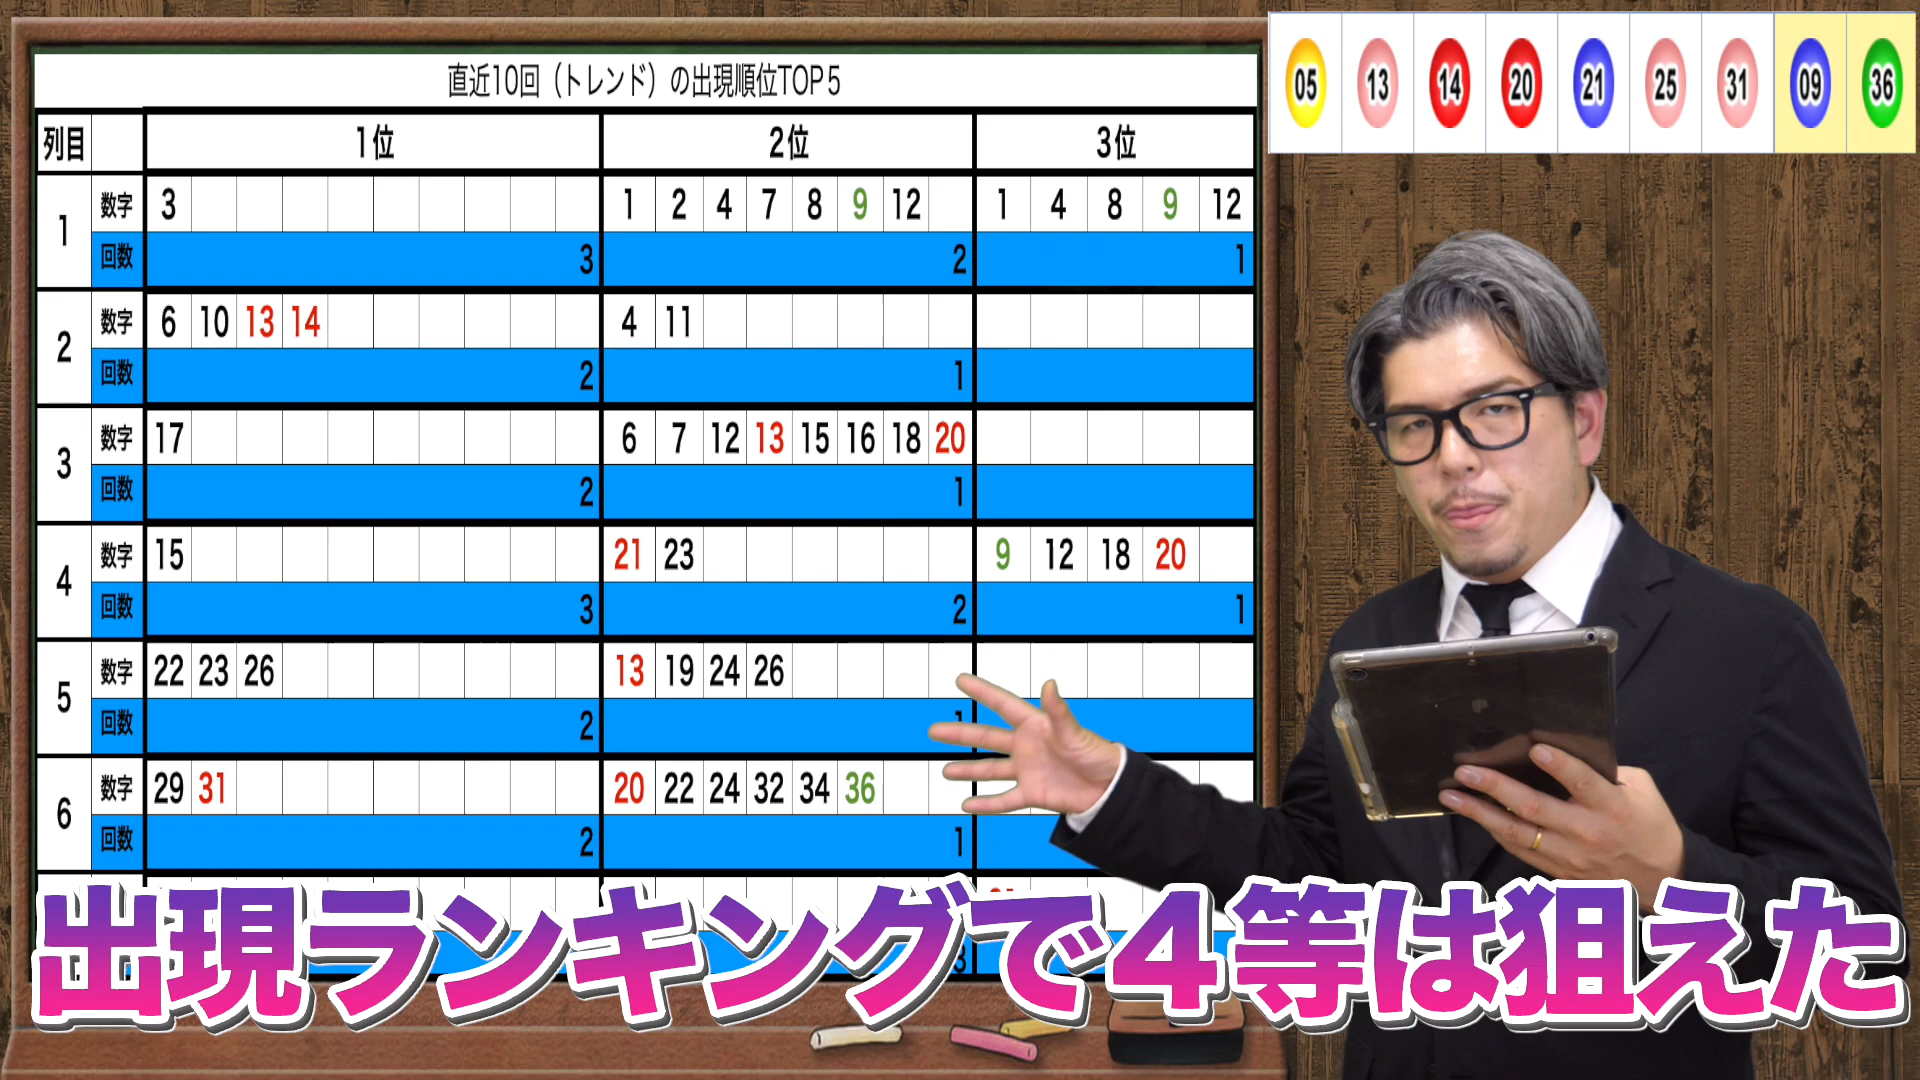 直近10回（トレンド）の出現順位TOP5
05 13 14 20 21 25 31 09 36
列目 1位 2位 3位
1 数字 3 1 2 4 7 8 9 12 1 4 8 9 12
回数 3 2 1
2 数字 6 10 13 14 4 11
回数 2 1
3 数字 17 6 7 12 13 15 16 18 20
回数 2 1
4 数字 15 21 23 9 12 18 20
回数 3 2 1
5 数字 22 23 26 13 19 24 26
回数 2 1
6 数字 29 31 20 22 24 32 34 36
回数 2 1
出現ランキングで4等は狙えた